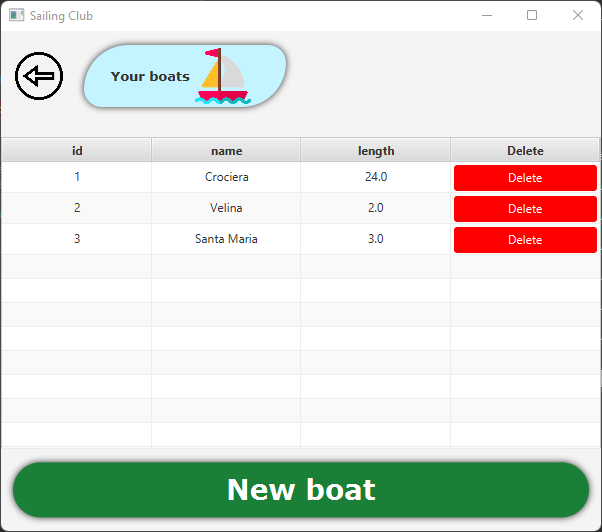 Sailing Club
Your boats
id name length Delete
1 Crociera 24.0 Delete
2 Velina 2.0 Delete
3 Santa Maria 3.0 Delete
New boat